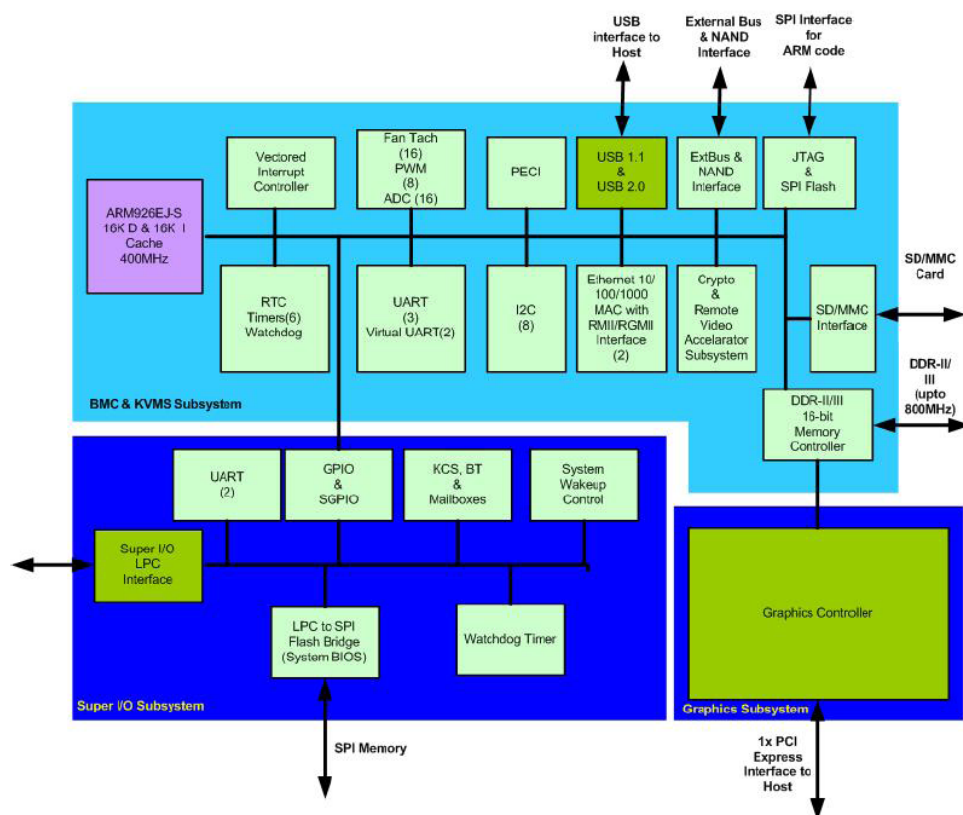 USB
interface to
Host
External Bus
& NAND
Interface
SPI Interface
for
ARM code
Vectored
Interrupt
Controller
Fan Tach
(16)
PWM
(8)
ADC (16)
PECI
USB 1.1
&
USB 2.0
ExtBus &
NAND
Interface
JTAG
&
SPI Flash
ARM926EJ-S
16K D & 16K I
Cache
400MHz
RTC
Timers(6)
Watchdog
UART
(3)
Virtual UART(2)
I2C
(8)
Ethernet 10/
100/1000
MAC with
RMII/RGMII
Interface
(2)
Crypto
&
Remote
Video
Accelarator
Subsystem
SD/MMC
Interface
SD/MMC
Card
BMC & KVMS Subsystem
DDR-II/III
16-bit
Memory
Controller
DDR-II/
III
(upto
800MHz)
UART
(2)
GPIO
&
SGPIO
KCS, BT
&
Mailboxes
System
Wakeup
Control
Super I/O
LPC
Interface
LPC to SPI
Flash Bridge
(System BIOS)
Watchdog Timer
Graphics Controller
Super I/O Subsystem
Graphics Subsystem
SPI Memory
1x PCI
Express
Interface to
Host